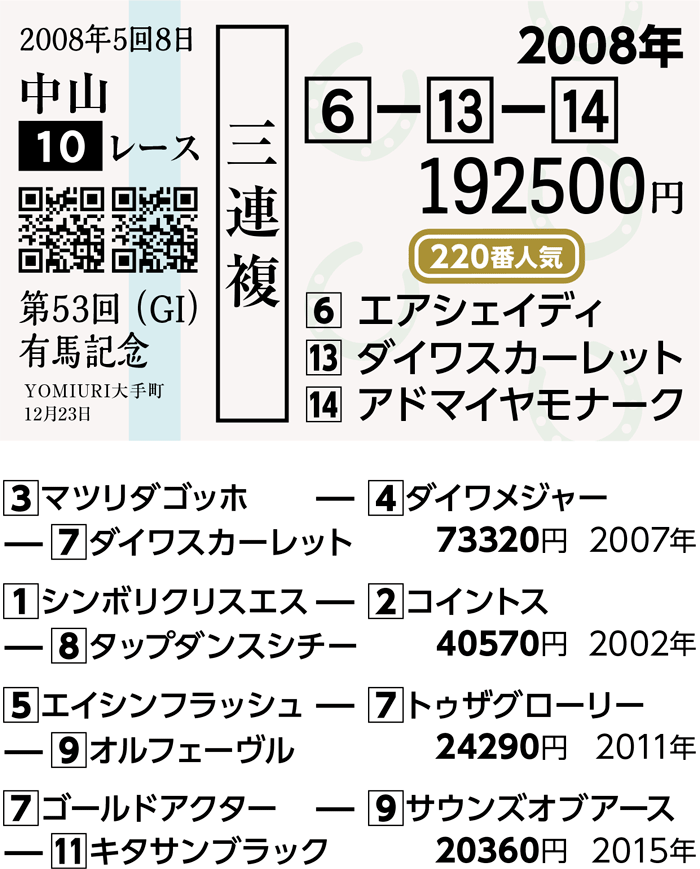 2008年5回8日
中山
10レース
第53回(GI)
有馬記念
YOMIURI大手町
12月23日
三連複
2008年
6ー13ー14
192500円
220番人気
6 エアシェイディ
13 ダイワスカーレット
14 アドマイヤモナーク
3マツリダゴッホ ー 4ダイワメジャー
ー 7ダイワスカーレット 73320円 2007年
1シンボリクリスエス ー 2コイントス
ー 8タップダンスシチー 40570円 2002年
5エイシンフラッシュ ー 7トゥザグローリー
ー 9オルフェーヴル 24290円 2011年
7ゴールドアクター ー 9サウンズオブアース
ー 11キタサンブラック 20360円 2015年